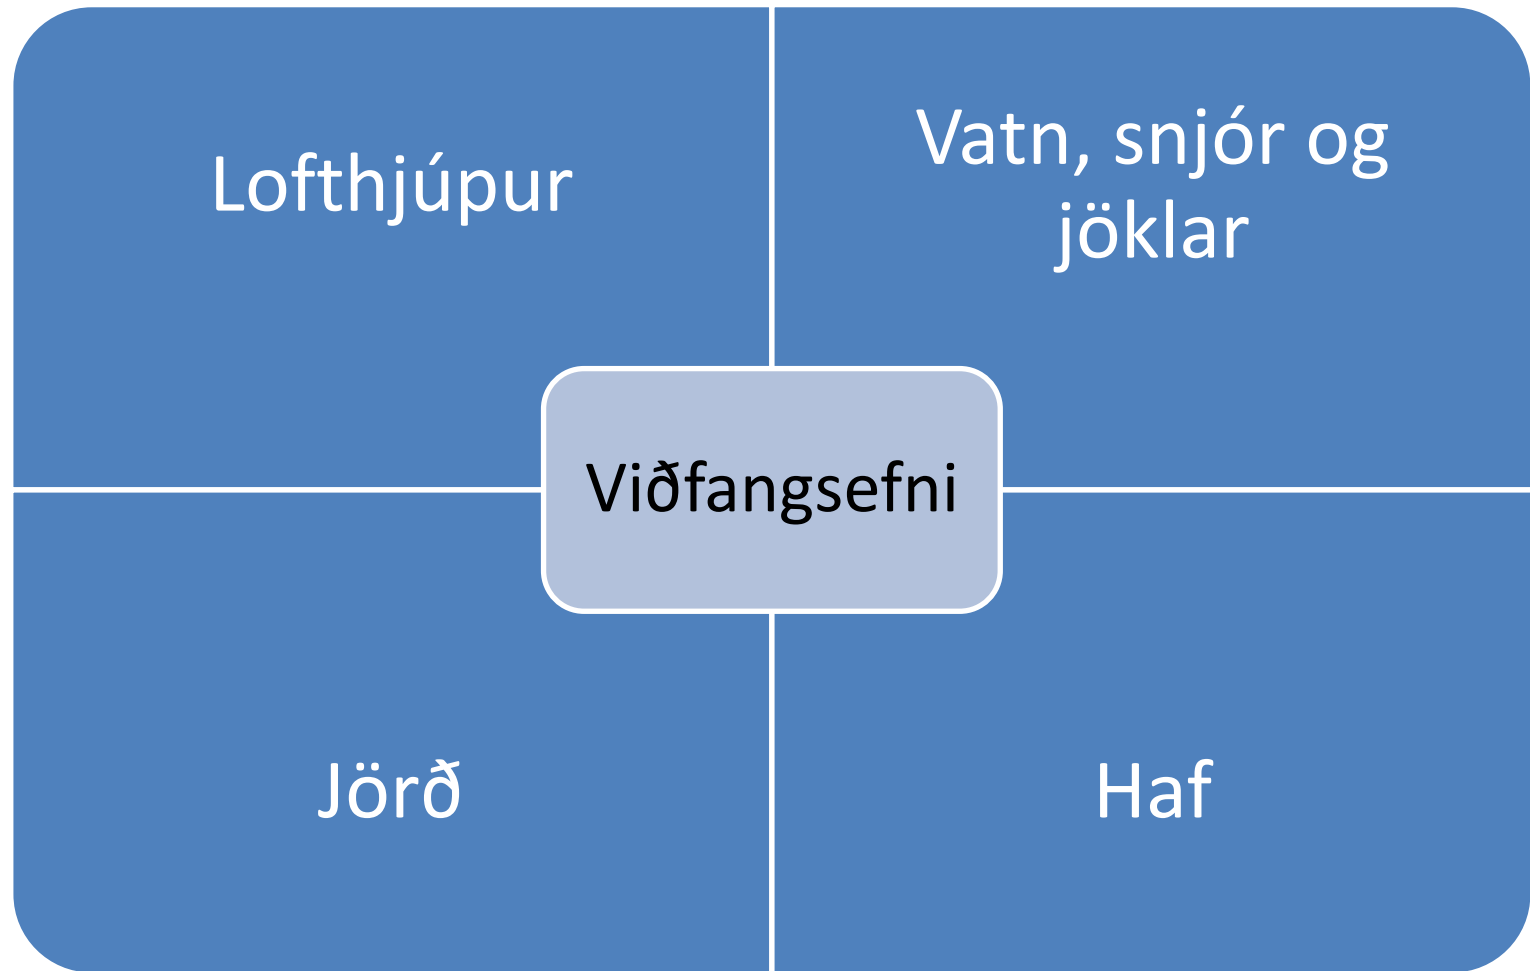 Lofthjúpur
Vatn, snjór og
jöklar
Viðfangsefni
Jörð
Haf